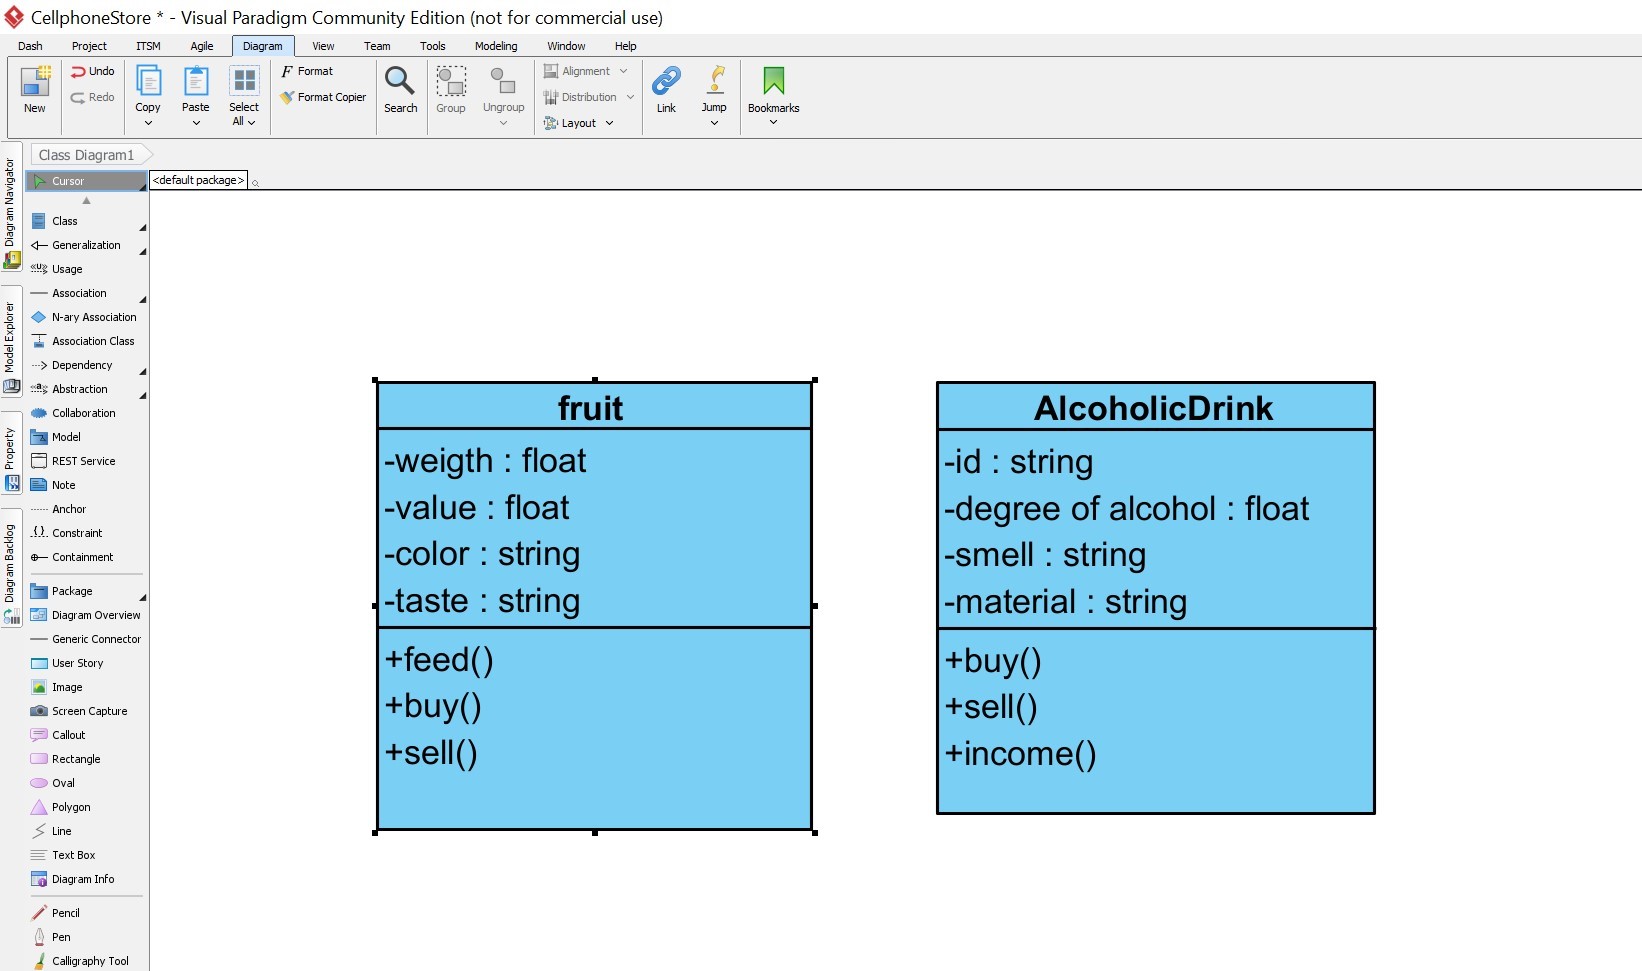 CellphoneStore * - Visual Paradigm Community Edition (not for commercial use)
Dash Project ITSM Agile Diagram View Team Tools Modeling Window Help
New
Undo
Redo
Copy
Paste
Select
All
Format
Format Copier
Search
Group
Ungroup
Alignment
Distribution
Layout
Link
Jump
Bookmarks
Class Diagram1
<default package>
Diagram Navigator
Model Explorer
Property
Diagram Backlog
Cursor
Class
Generalization
Usage
Association
N-ary Association
Association Class
Dependency
Abstraction
Collaboration
Model
REST Service
Note
Anchor
Constraint
Containment
Package
Diagram Overview
Generic Connector
User Story
Image
Screen Capture
Callout
Rectangle
Oval
Polygon
Line
Text Box
Diagram Info
Pencil
Pen
Calligraphy Tool
fruit
-weigth : float
-value : float
-color : string
-taste : string
+feed()
+buy()
+sell()
AlcoholicDrink
-id : string
-degree of alcohol : float
-smell : string
-material : string
+buy()
+sell()
+income()